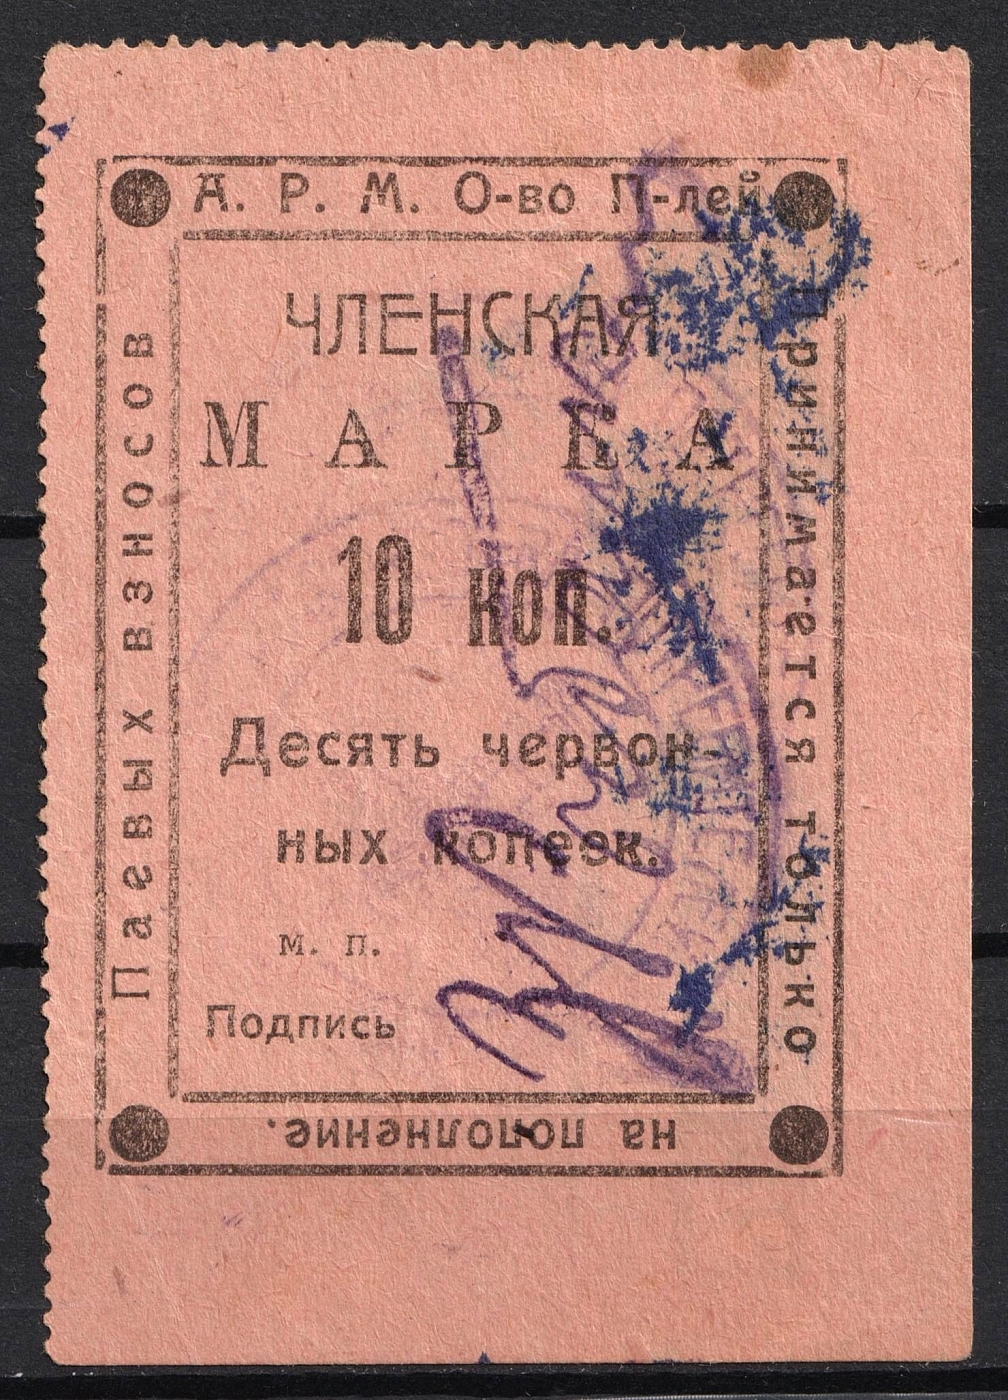 А. Р. М. О-во П-лей
ЧЛЕНСКАЯ
МАРКА
10 коп.
Десять червон-
ных копеек.
м. п.
Подпись
Принимается только
на пополнение.
Паевых взносов